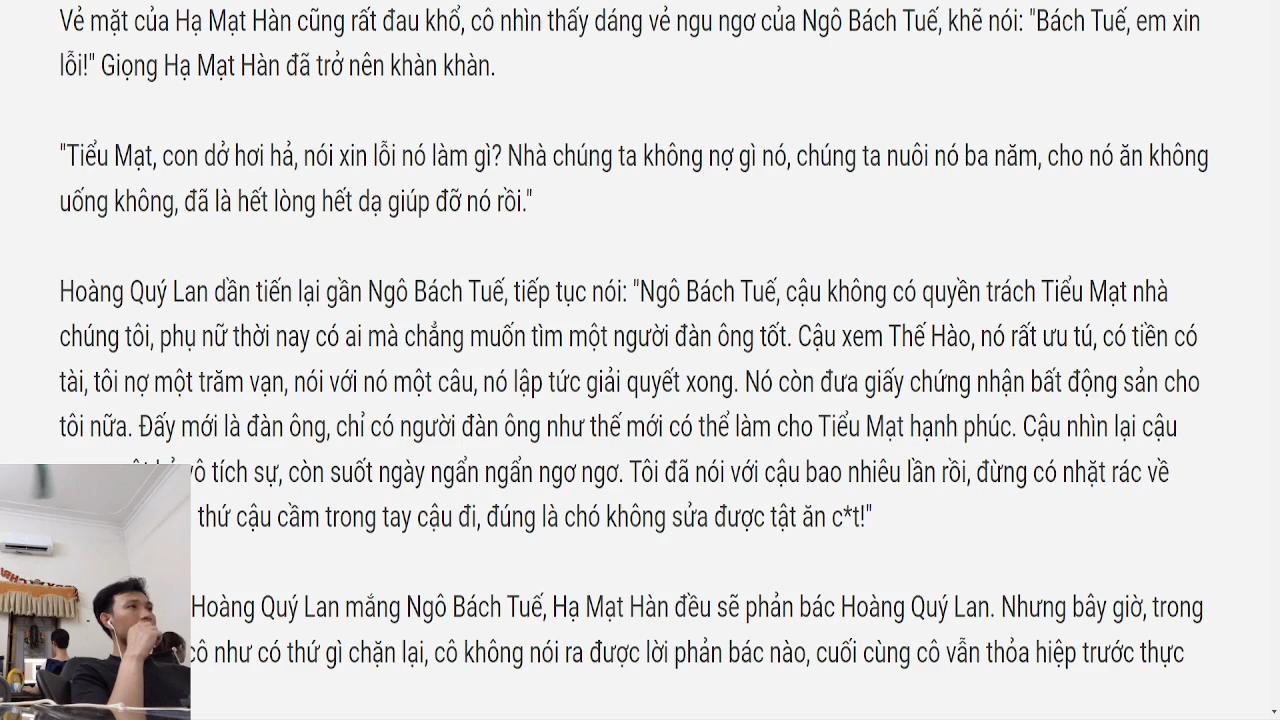 Vẻ mặt của Hạ Mạt Hàn cũng rất đau khổ, cô nhìn thấy dáng vẻ ngu ngơ của Ngô Bách Tuế, khẽ nói: "Bách Tuế, em xin
lỗi!" Giọng Hạ Mạt Hàn đã trở nên khàn khàn.
"Tiểu Mạt, con dở hơi hả, nói xin lỗi nó làm gì? Nhà chúng ta không nợ gì nó, chúng ta nuôi nó ba năm, cho nó ăn không
uống không, đã là hết lòng hết dạ giúp đỡ nó rồi."
Hoàng Quý Lan dần tiến lại gần Ngô Bách Tuế, tiếp tục nói: "Ngô Bách Tuế, cậu không có quyền trách Tiểu Mạt nhà
chúng tôi, phụ nữ thời nay có ai mà chẳng muốn tìm một người đàn ông tốt. Cậu xem Thế Hào, nó rất ưu tú, có tiền có
tài, tôi nợ một trăm vạn, nói với nó một câu, nó lập tức giải quyết xong. Nó còn đưa giấy chứng nhận bất động sản cho
tôi nữa. Đấy mới là đàn ông, chỉ có người đàn ông như thế mới có thể làm cho Tiểu Mạt hạnh phúc. Cậu nhìn lại cậu
vô tích sự, còn suốt ngày ngẩn ngẩn ngơ ngơ. Tôi đã nói với cậu bao nhiêu lần rồi, đừng có nhặt rác về
thứ cậu cầm trong tay cậu đi, đúng là chó không sửa được tật ăn c*t!"
Hoàng Quý Lan mắng Ngô Bách Tuế, Hạ Mạt Hàn đều sẽ phản bác Hoàng Quý Lan. Nhưng bây giờ, trong
cô như có thứ gì chặn lại, cô không nói ra được lời phản bác nào, cuối cùng cô vẫn thỏa hiệp trước thực